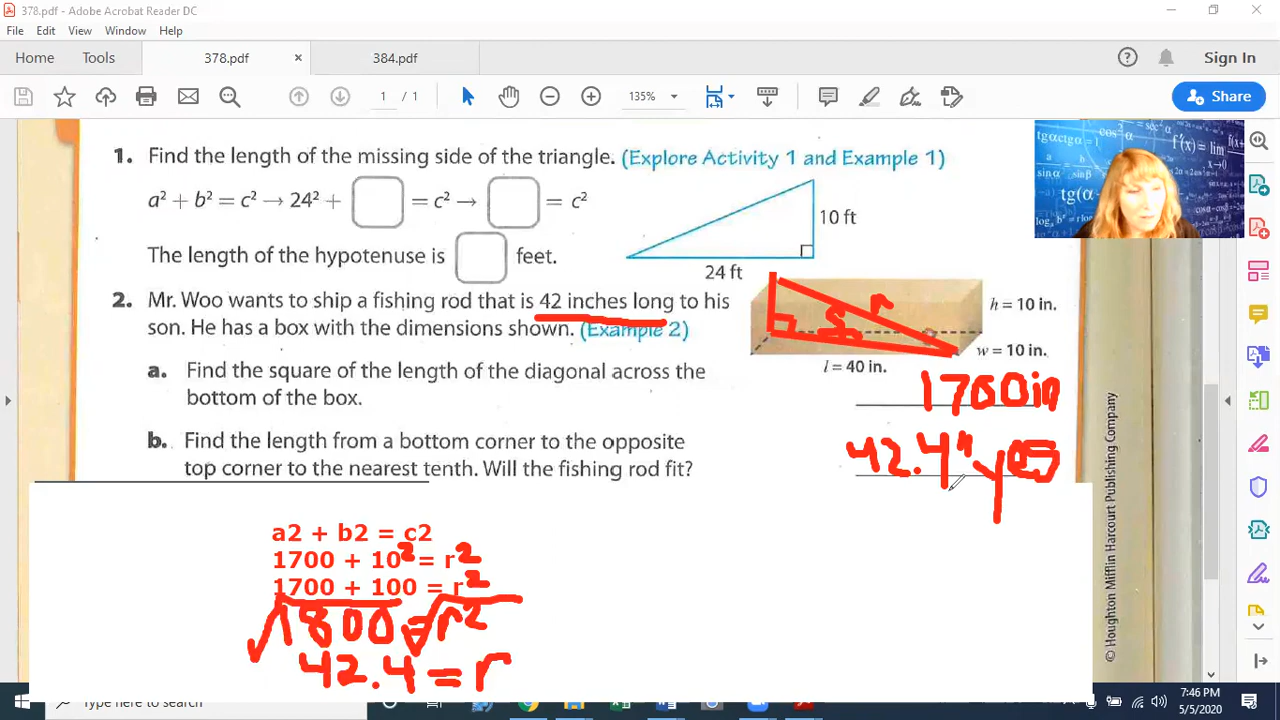 378.pdf - Adobe Acrobat Reader DC
File Edit View Window Help
Home Tools 378.pdf × 384.pdf Sign In
1 / 1 135% Share
1. Find the length of the missing side of the triangle. (Explore Activity 1 and Example 1)
a² + b² = c² → 24² + = c² → = c²
10 ft
The length of the hypotenuse is feet.
24 ft
2. Mr. Woo wants to ship a fishing rod that is 42 inches long to his
son. He has a box with the dimensions shown. (Example 2)
r
s
h = 10 in.
w = 10 in.
l = 40 in.
a. Find the square of the length of the diagonal across the
bottom of the box.
1700in
b. Find the length from a bottom corner to the opposite
top corner to the nearest tenth. Will the fishing rod fit?
42.4" yes
a2 + b2 = c2
1700 + 10² = r²
1700 + 100 = r²
√1800 = √r²
42.4 = r
© Houghton Mifflin Harcourt Publishing Company
Type here to search
7:46 PM
5/5/2020